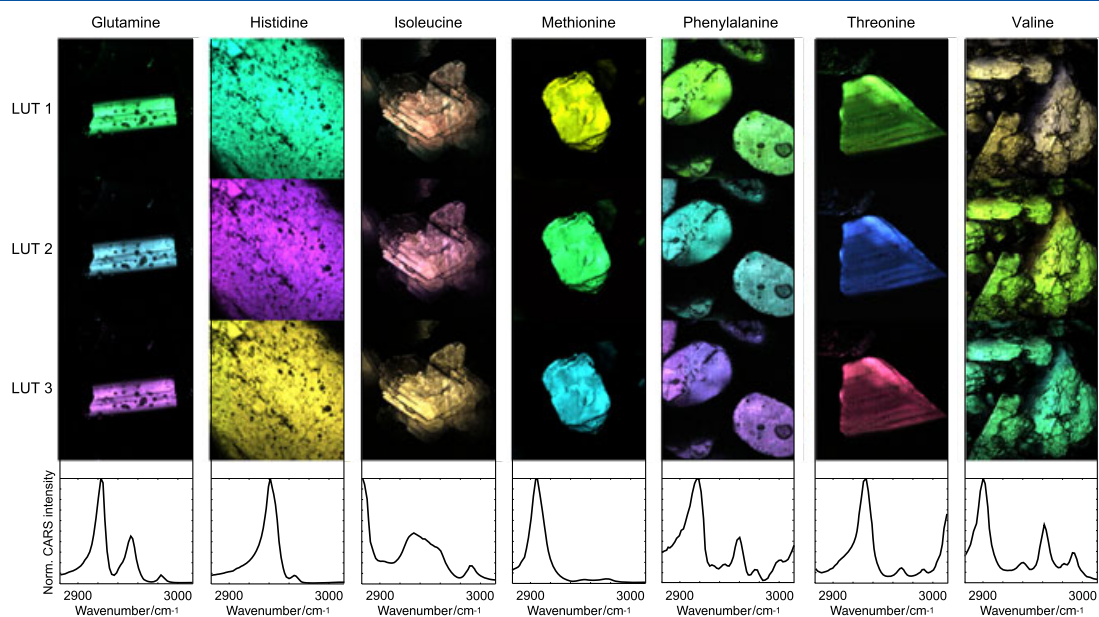 Glutamine Histidine Isoleucine Methionine Phenylalanine Threonine Valine
LUT 1
LUT 2
LUT 3
Norm. CARS intensity
2900 3000 2900 3000 2900 3000 2900 3000 2900 3000 2900 3000 2900 3000
Wavenumber/cm-1 Wavenumber/cm-1 Wavenumber/cm-1 Wavenumber/cm-1 Wavenumber/cm-1 Wavenumber/cm-1 Wavenumber/cm-1